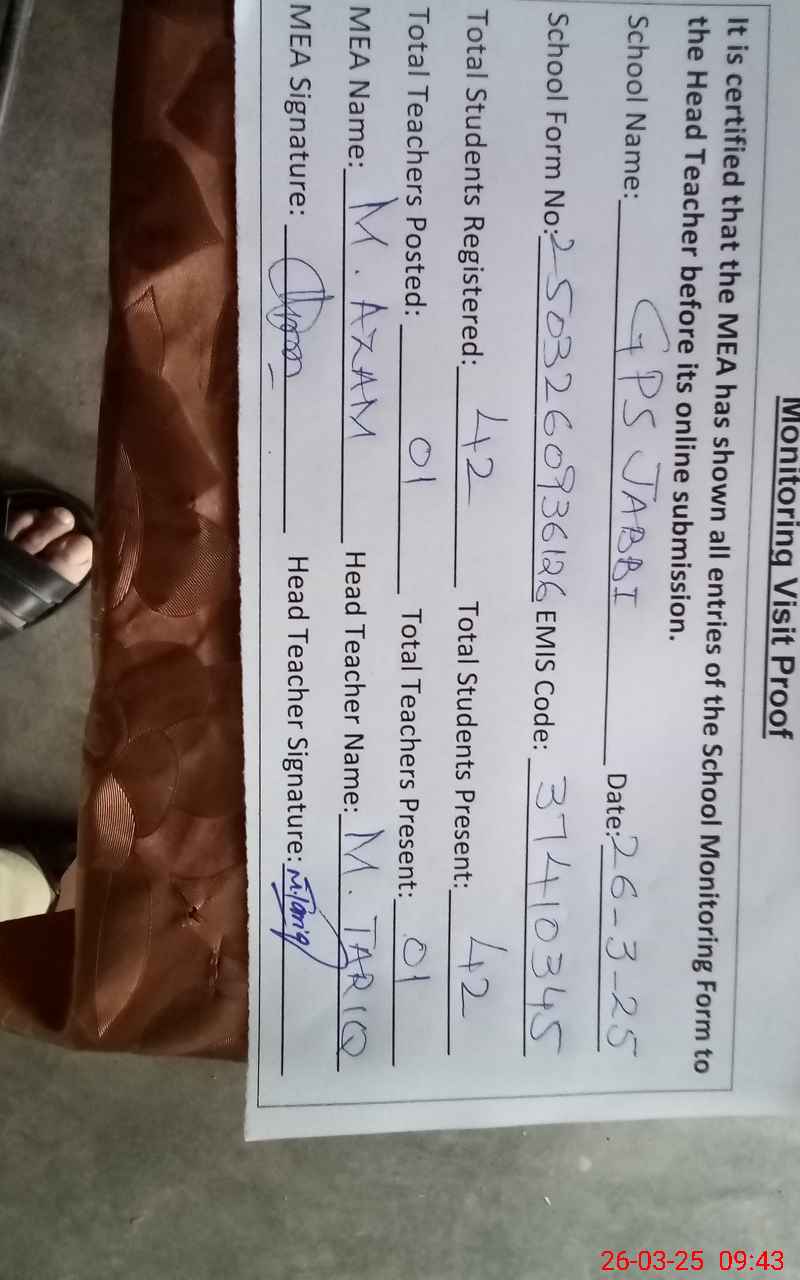 Monitoring Visit Proof
It is certified that the MEA has shown all entries of the School Monitoring Form to
the Head Teacher before its online submission.
School Name: GPS JABBI Date: 26-3-25
School Form No: 2503260936126 EMIS Code: 37410345
Total Students Registered: 42 Total Students Present: 42
Total Teachers Posted: 01 Total Teachers Present: 01
MEA Name: M. AZAM Head Teacher Name: M. TARIQ
MEA Signature: Head Teacher Signature: M.Tariq
26-03-25 09:43